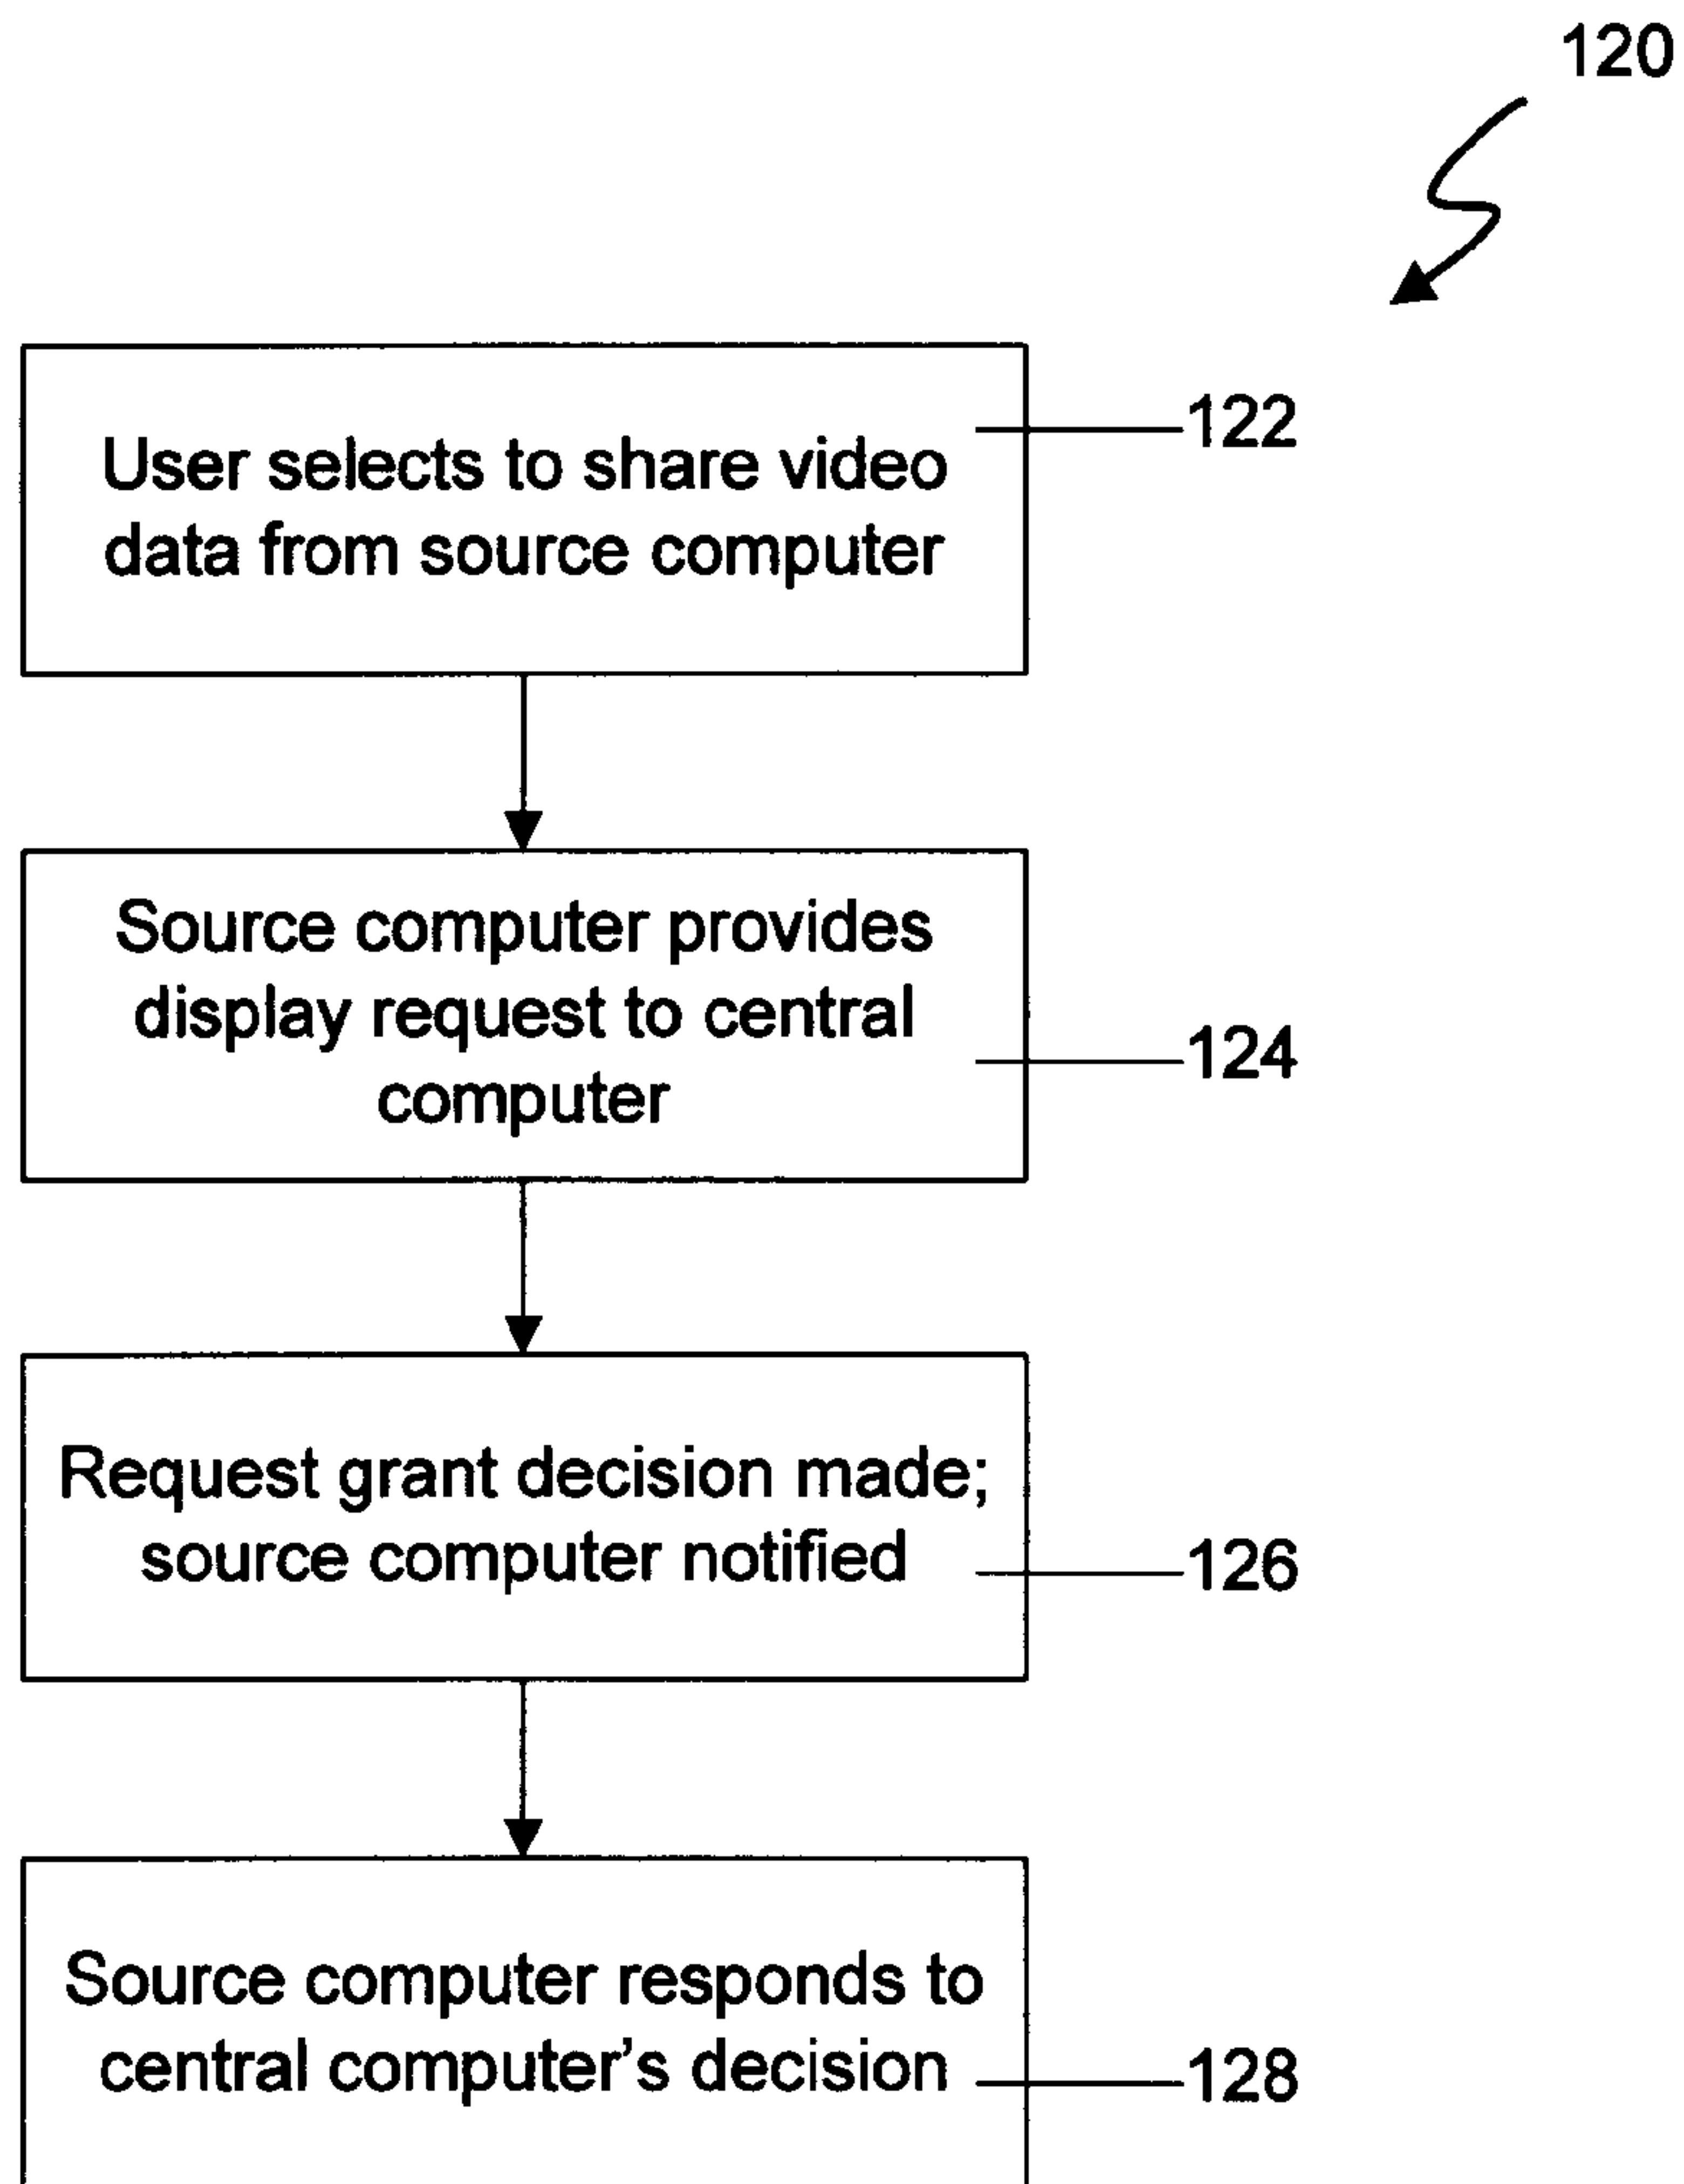 120
User selects to share video
data from source computer
122
Source computer provides
display request to central
computer
124
Request grant decision made;
source computer notified
126
Source computer responds to
central computer's decision
128